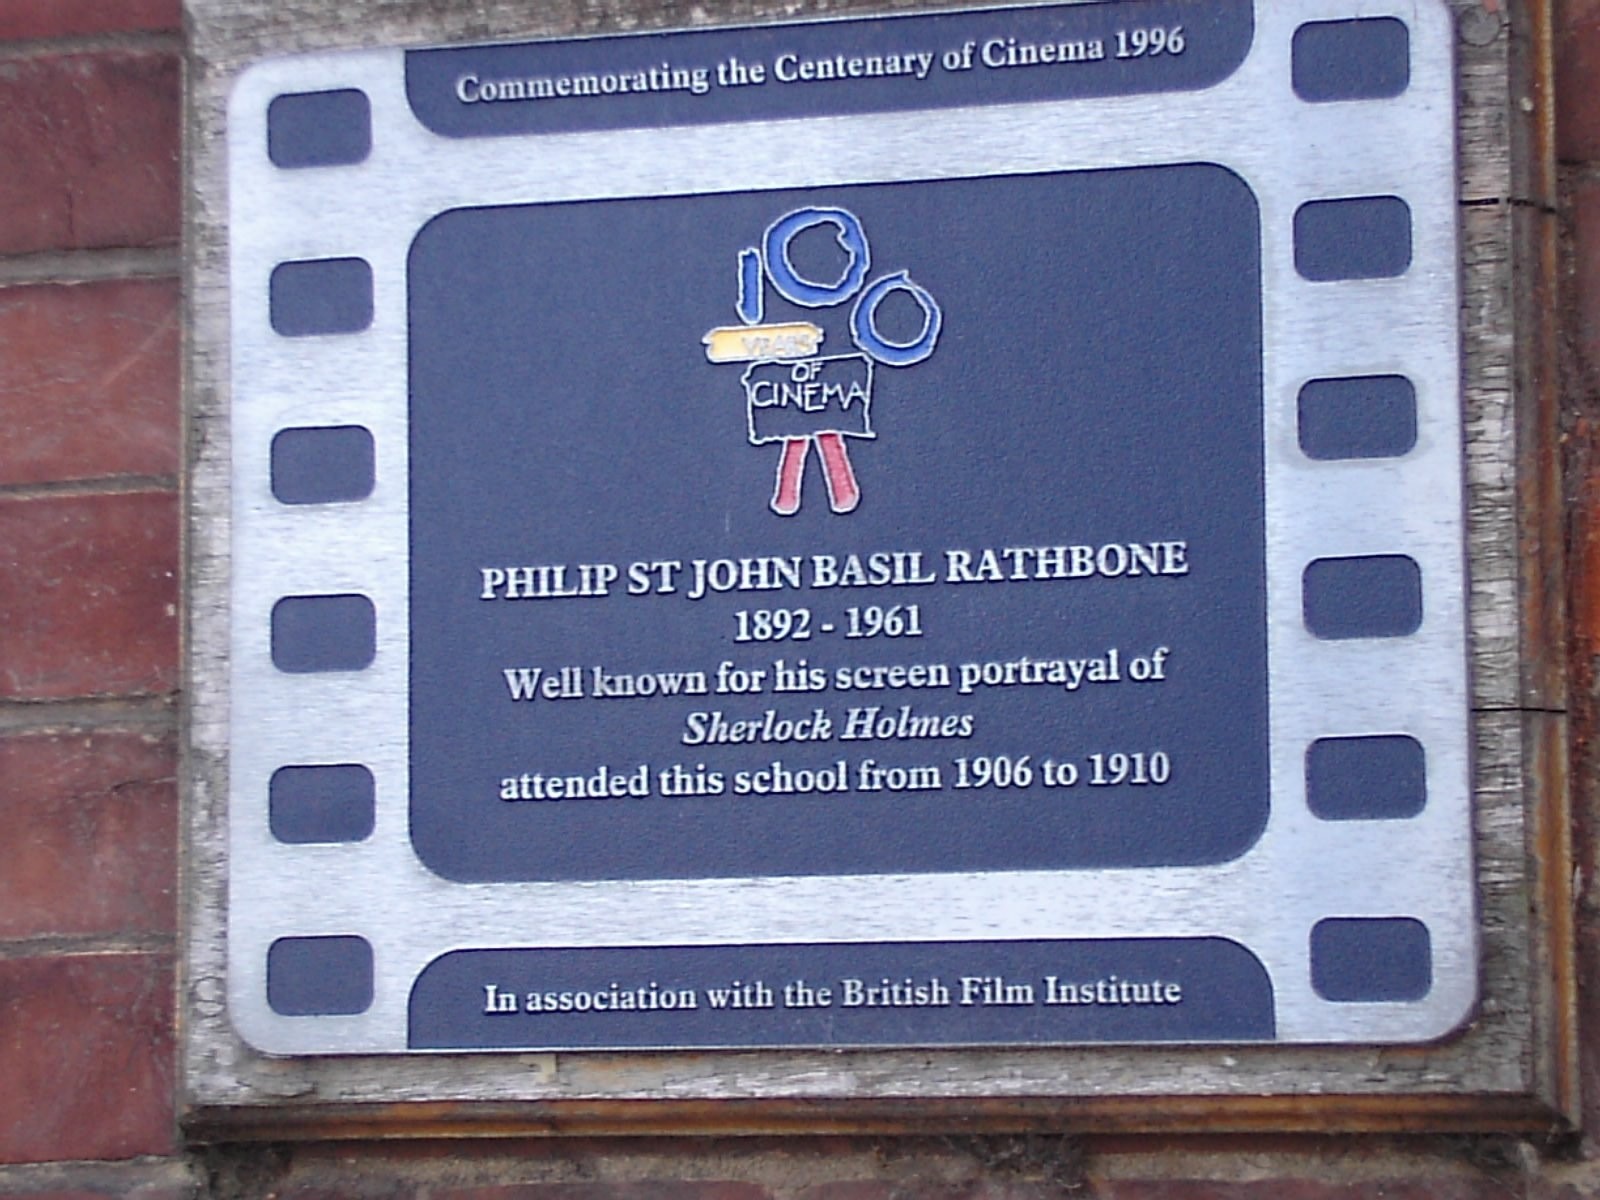 Commemorating the Centenary of Cinema 1996
100
YEARS
OF
CINEMA
PHILIP ST JOHN BASIL RATHBONE
1892 - 1961
Well known for his screen portrayal of
Sherlock Holmes
attended this school from 1906 to 1910
In association with the British Film Institute